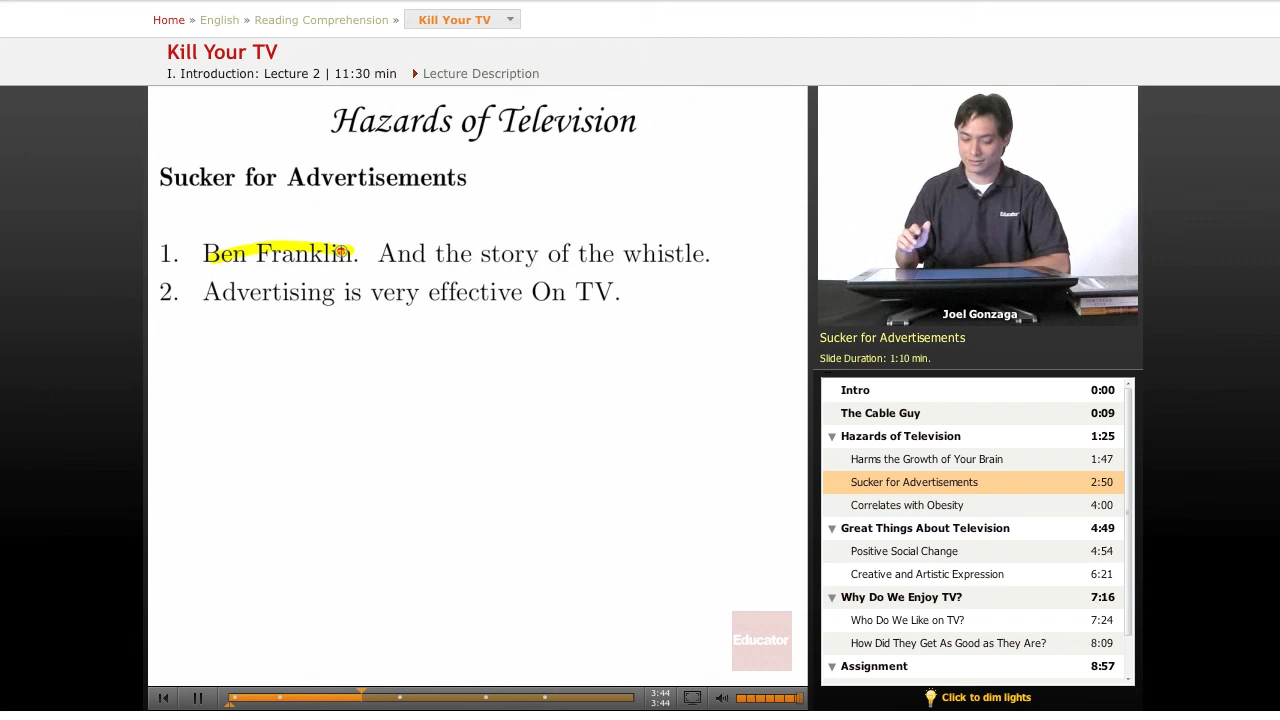 Home » English » Reading Comprehension » Kill Your TV
Kill Your TV
I. Introduction: Lecture 2 | 11:30 min Lecture Description
Hazards of Television
Sucker for Advertisements
1. Ben Franklin. And the story of the whistle.
2. Advertising is very effective On TV.
Educator
Educator
Joel Gonzaga
Sucker for Advertisements
Slide Duration: 1:10 min.
Intro 0:00
The Cable Guy 0:09
Hazards of Television 1:25
Harms the Growth of Your Brain 1:47
Sucker for Advertisements 2:50
Correlates with Obesity 4:00
Great Things About Television 4:49
Positive Social Change 4:54
Creative and Artistic Expression 6:21
Why Do We Enjoy TV? 7:16
Who Do We Like on TV? 7:24
How Did They Get As Good as They Are? 8:09
Assignment 8:57
3:44
3:44
Click to dim lights